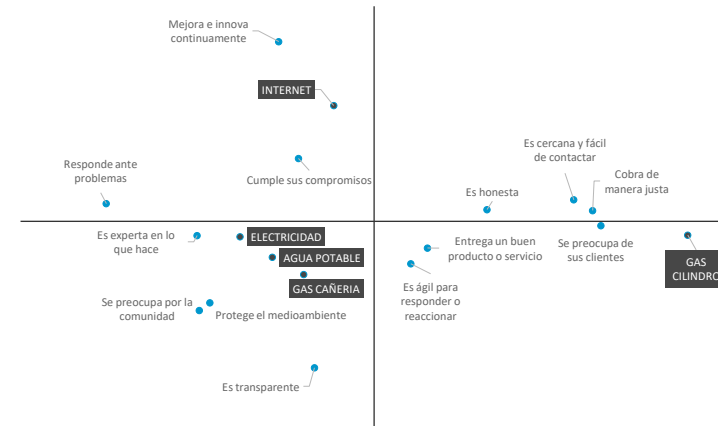 Mejora e innova
continuamente
INTERNET
Es cercana y fácil
de contactar
Responde ante
problemas
Cumple sus compromisos
Cobra de
manera justa
Es honesta
Es experta en lo
que hace
ELECTRICIDAD
AGUA POTABLE
GAS CAÑERIA
Entrega un buen
producto o servicio
Se preocupa de
sus clientes
GAS
CILINDRO
Es ágil para
responder o
reaccionar
Se preocupa por la
comunidad
Protege el medioambiente
Es transparente